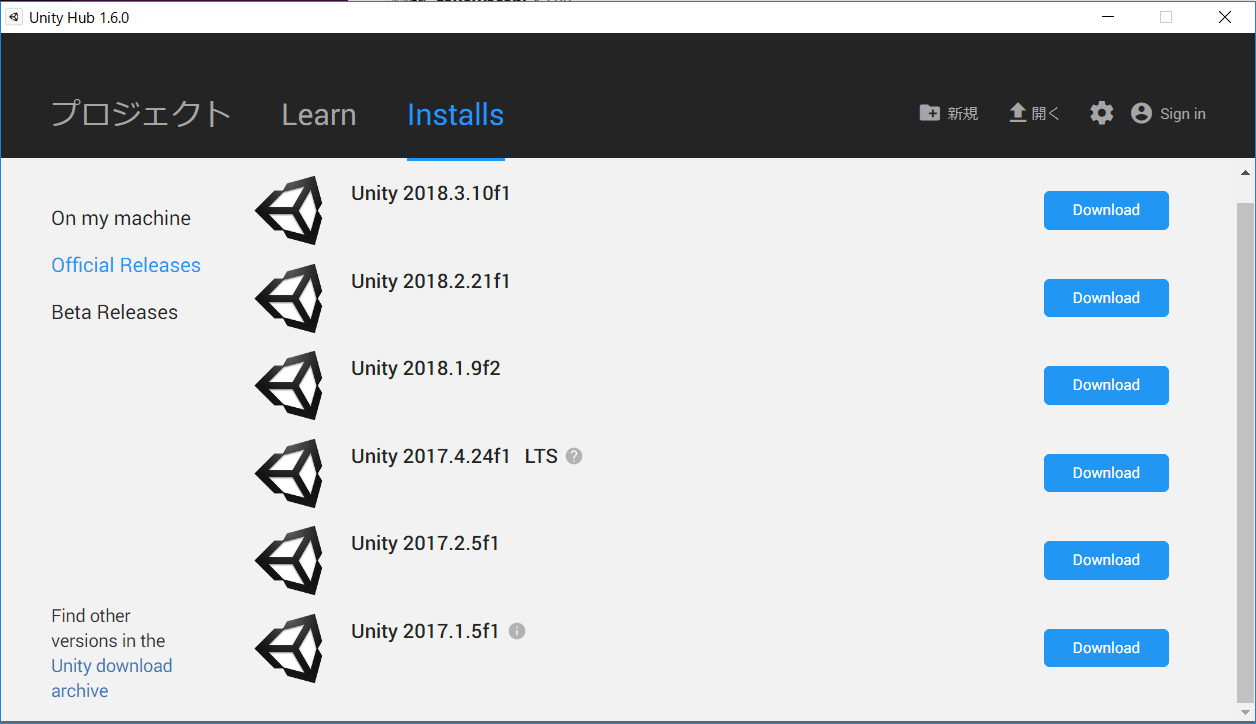 Unity Hub 1.6.0
プロジェクト Learn Installs 新規 開く Sign in
On my machine
Official Releases
Beta Releases
Unity 2018.3.10f1 Download
Unity 2018.2.21f1 Download
Unity 2018.1.9f2 Download
Unity 2017.4.24f1 LTS ? Download
Unity 2017.2.5f1 Download
Unity 2017.1.5f1 i Download
Find other
versions in the
Unity download
archive